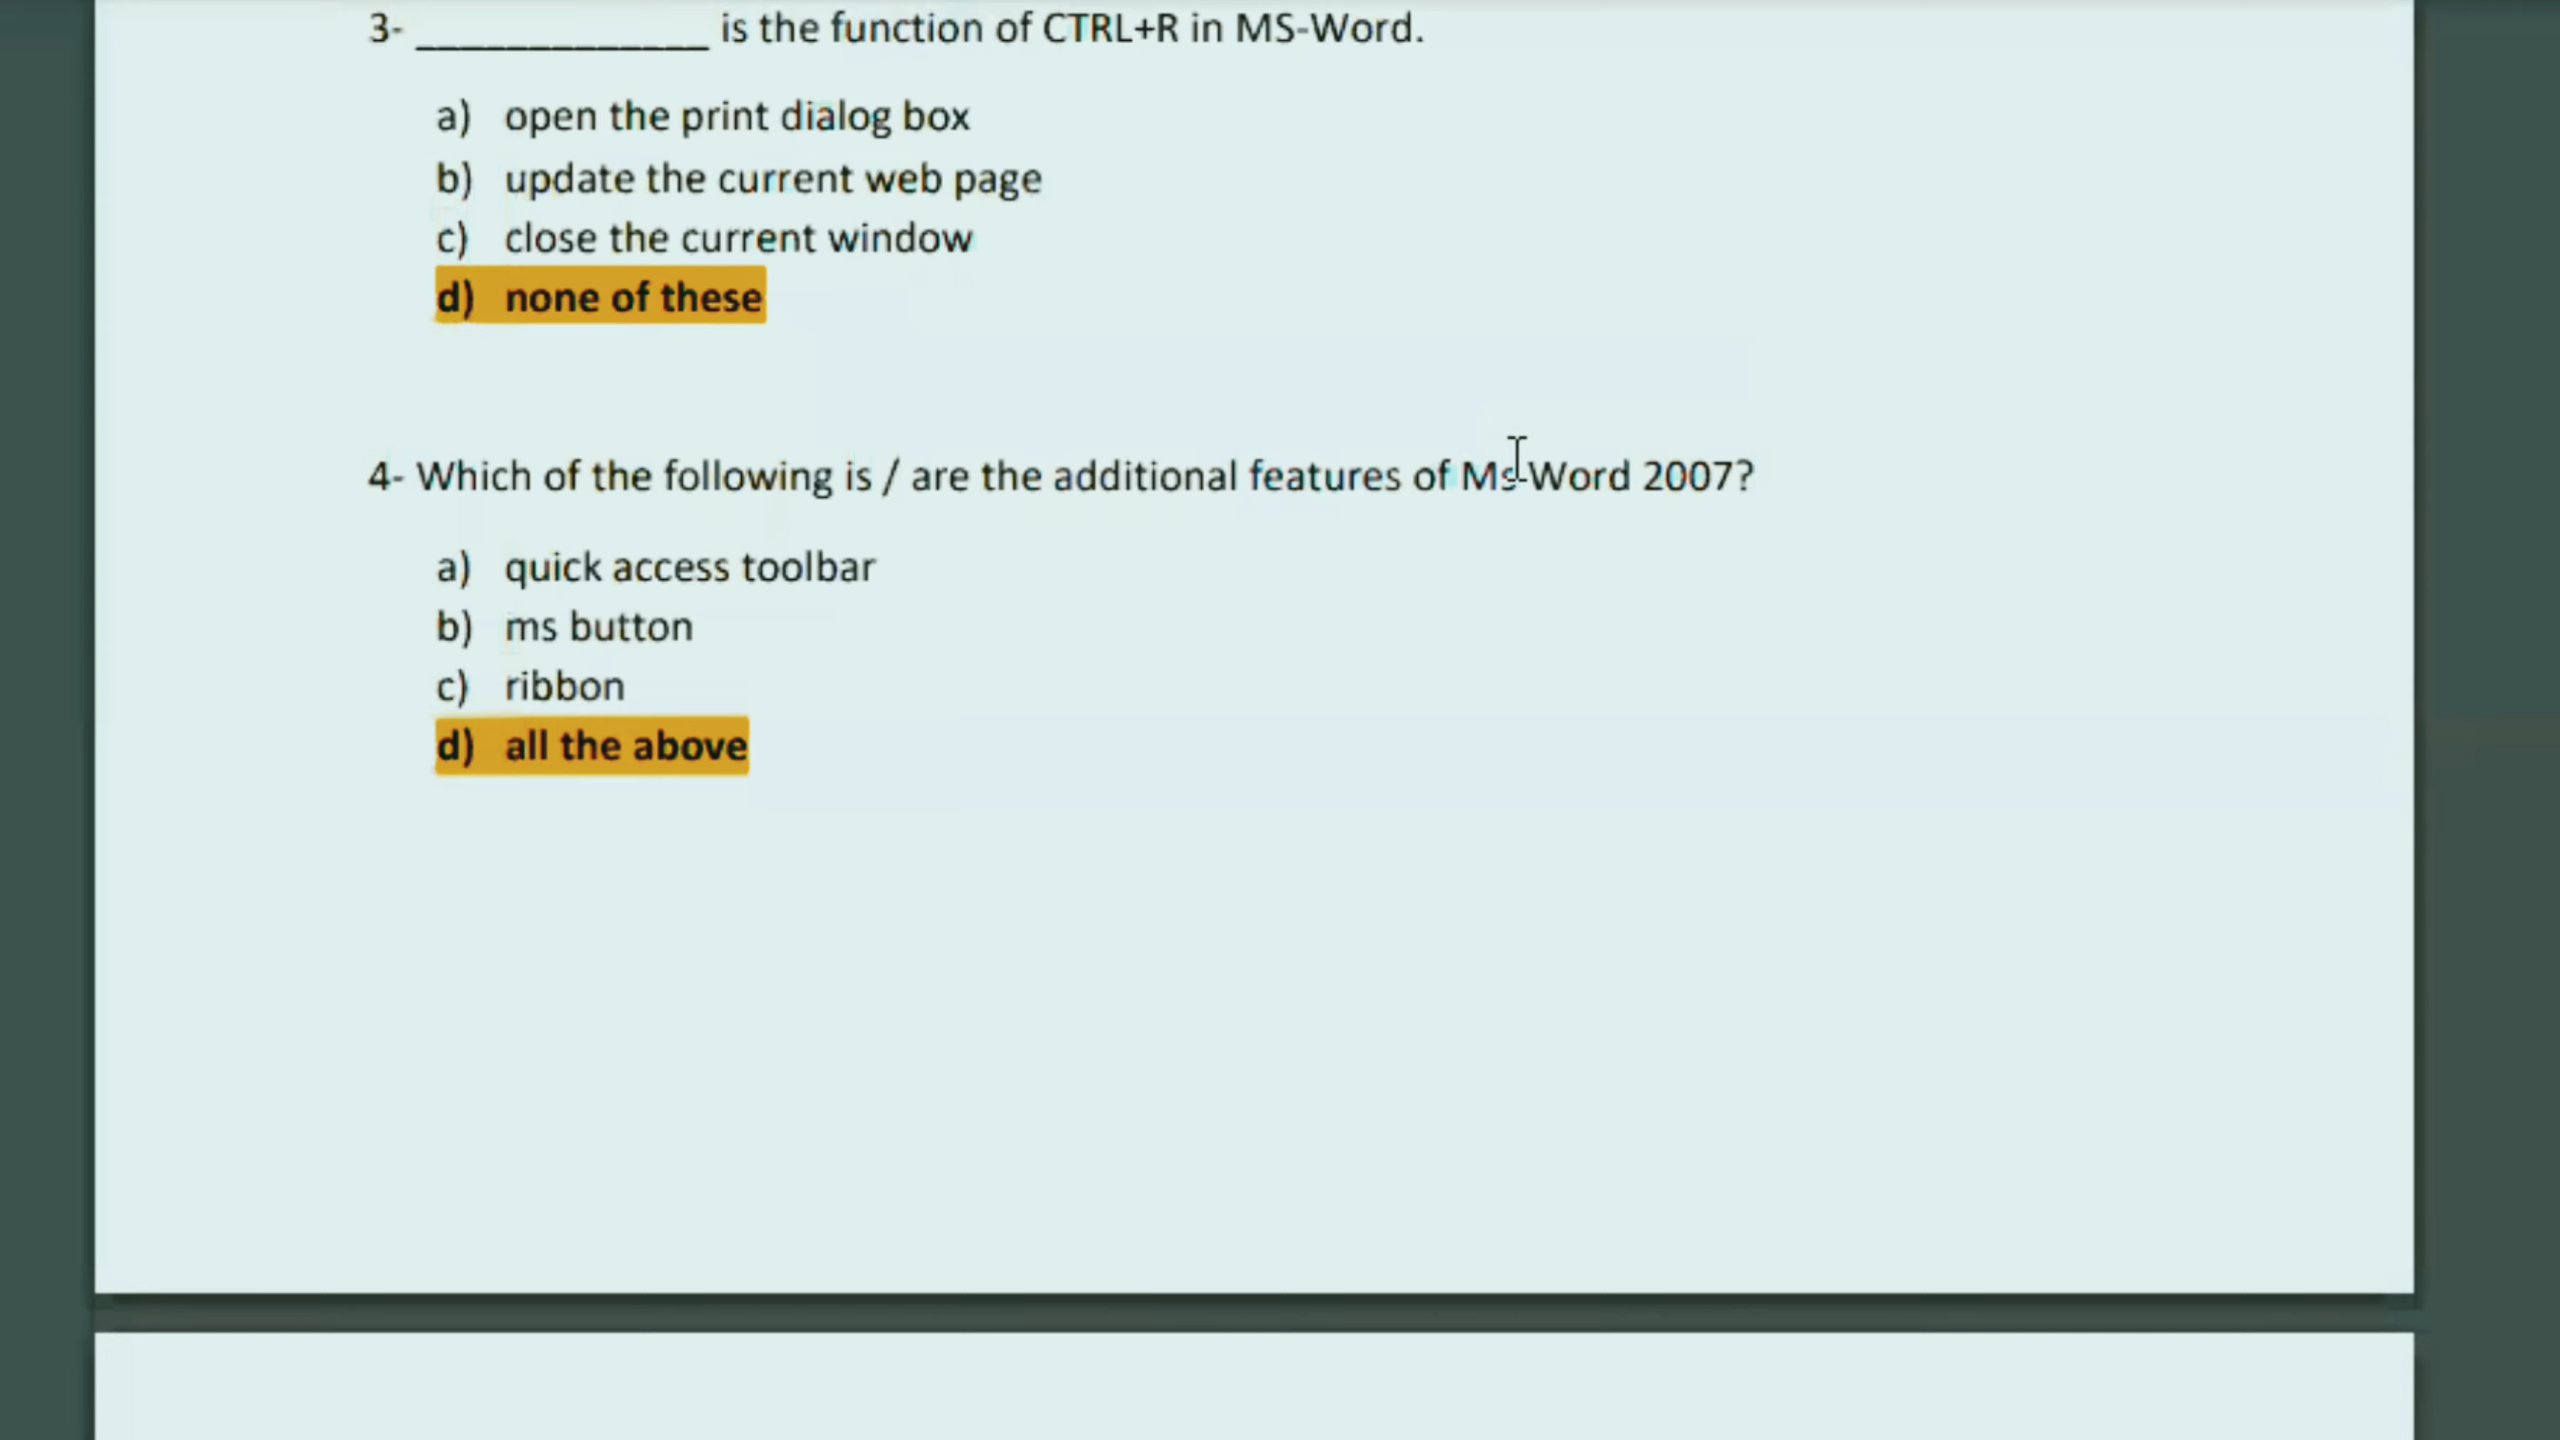 3- _____________ is the function of CTRL+R in MS-Word.
a) open the print dialog box
b) update the current web page
c) close the current window
d) none of these
4- Which of the following is / are the additional features of Ms-Word 2007?
a) quick access toolbar
b) ms button
c) ribbon
d) all the above